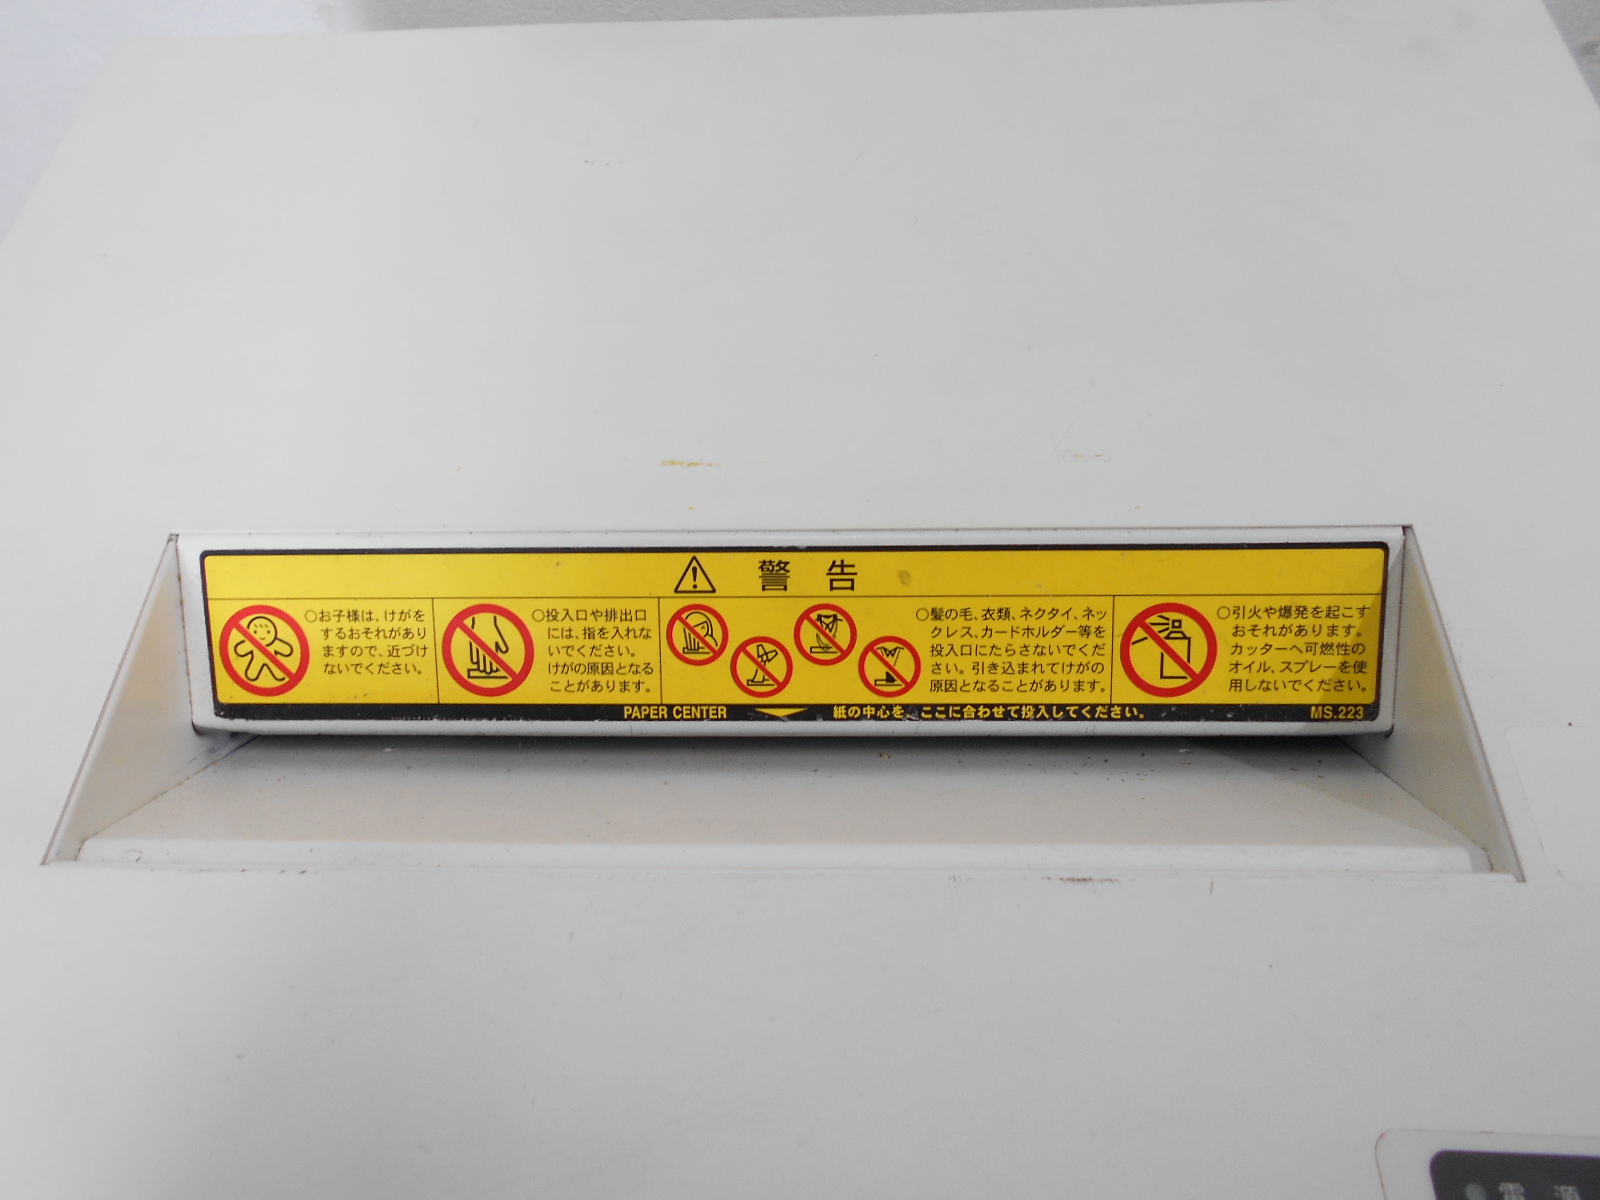 警告
○お子様は、けがを
するおそれがあり
ますので、近づけ
ないでください。
○投入口や排出口
には、指を入れな
いでください。
けがの原因となる
ことがあります。
○髪の毛、衣類、ネクタイ、ネッ
クレス、カードホルダー等を
投入口にたらさないでくだ
さい。引き込まれてけがの
原因となることがあります。
○引火や爆発を起こす
おそれがあります。
カッターへ可燃性の
オイル、スプレーを使
用しないでください。
PAPER CENTER 紙の中心を、ここに合わせて投入してください。 MS.223